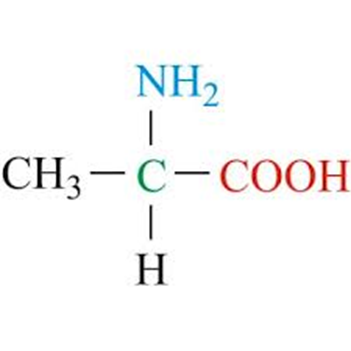 NH₂
CH₃ — C — COOH
H